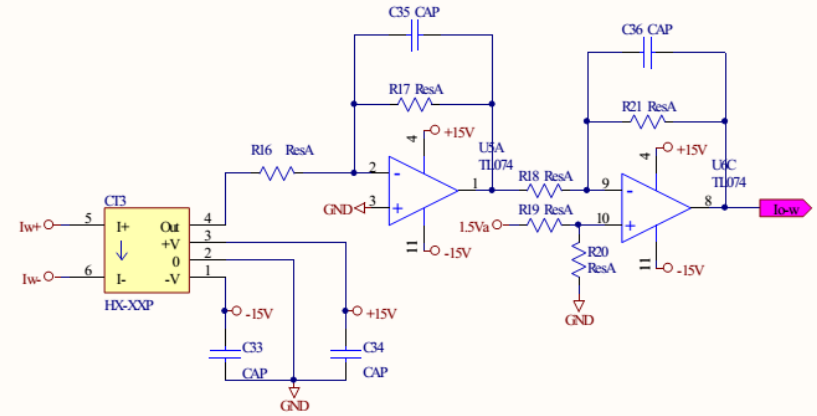 C35 CAP
C36 CAP
R17 ResA
R21 ResA
4
+15V
4
+15V
R16 ResA
U5A
TL074
U6C
TL074
2
-
1
R18 ResA
9
-
8
Io-w
GND
3
+
R19 ResA
10
+
1.5Va
CT3
11
-15V
R20
ResA
11
-15V
Iw+
5
I+
Out
4
+V
3
0
2
Iw-
6
I-
-V
1
HX-XXP
GND
-15V
+15V
C33
CAP
C34
CAP
GND